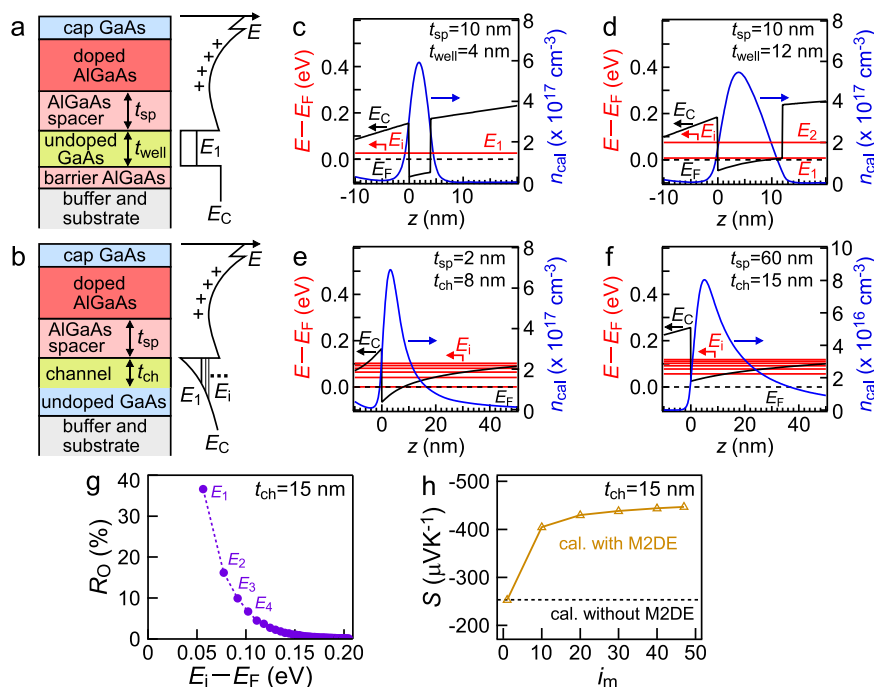 a
cap GaAs
doped
AlGaAs
AlGaAs
spacer
t_sp
undoped
GaAs
t_well
barrier AlGaAs
buffer and
substrate
E
+
+
+
+
E_1
E_C
b
cap GaAs
doped
AlGaAs
AlGaAs
spacer
t_sp
channel
t_ch
undoped GaAs
buffer and
substrate
E
+
+
+
+
E_1
E_i
E_C
c
t_sp=10 nm
t_well=4 nm
E−E_F (eV)
0.4
0.2
0.0
E_C
E_i
E_1
E_F
8
6
4
2
0
n_cal (x 10^17 cm^-3)
-10
0
10
20
z (nm)
d
t_sp=10 nm
t_well=12 nm
E−E_F (eV)
0.4
0.2
0.0
E_C
E_i
E_2
E_F
E_1
8
6
4
2
0
n_cal (x 10^17 cm^-3)
-10
0
10
20
z (nm)
e
t_sp=2 nm
t_ch=8 nm
E−E_F (eV)
0.4
0.2
0.0
E_C
E_i
E_F
8
6
4
2
0
n_cal (x 10^17 cm^-3)
0
20
40
z (nm)
f
t_sp=60 nm
t_ch=15 nm
E−E_F (eV)
0.4
0.2
0.0
E_C
E_i
E_F
10
8
6
4
2
0
n_cal (x 10^16 cm^-3)
0
20
40
z (nm)
g
t_ch=15 nm
R_O (%)
40
30
20
10
0
E_1
E_2
E_3
E_4
0
0.05
0.10
0.15
0.20
E_i−E_F (eV)
h
t_ch=15 nm
S (μVK^-1)
-500
-400
-300
-200
cal. with M2DE
cal. without M2DE
0
10
20
30
40
50
i_m